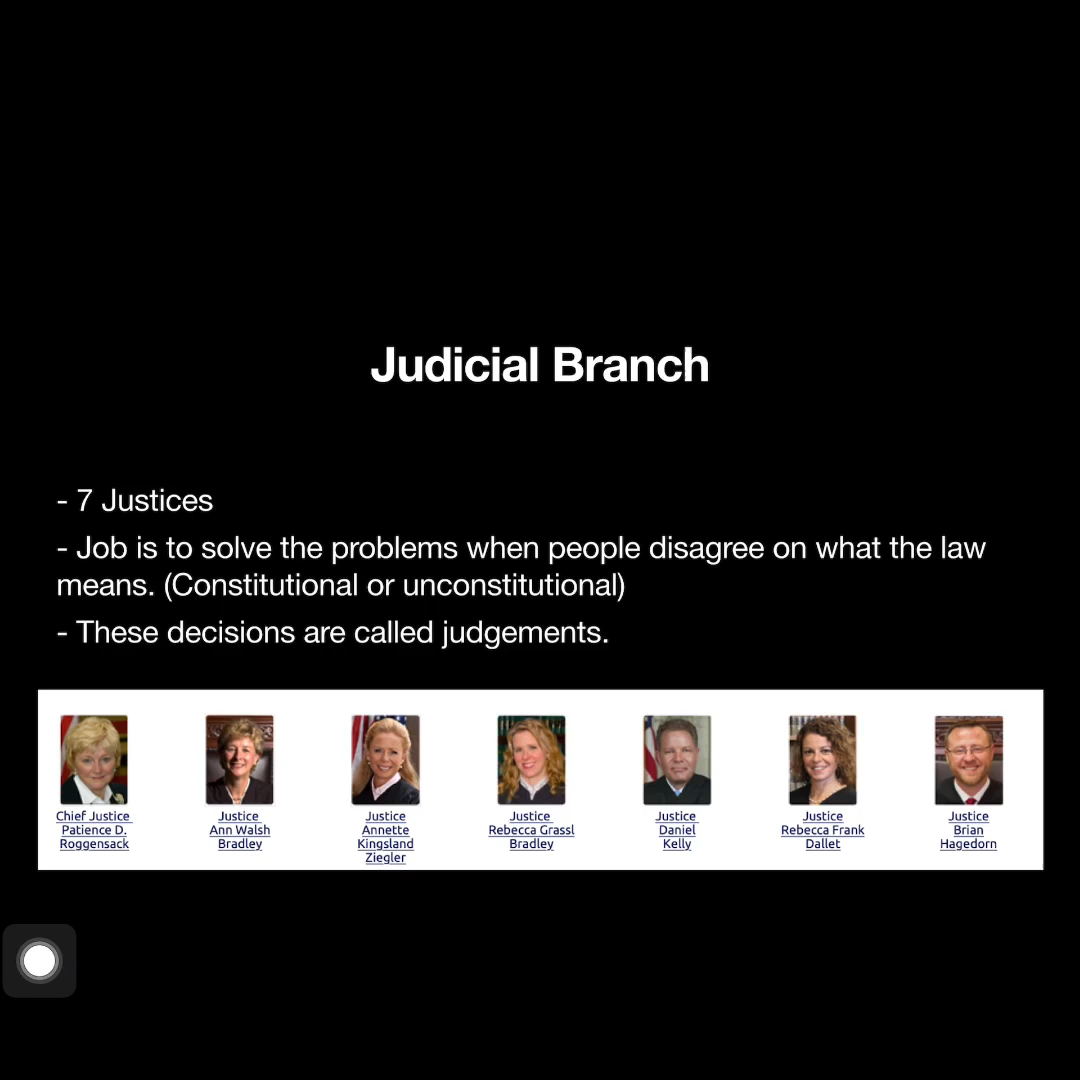 Judicial Branch
- 7 Justices
- Job is to solve the problems when people disagree on what the law
means. (Constitutional or unconstitutional)
- These decisions are called judgements.
Chief Justice
Patience D.
Roggensack
Justice
Ann Walsh
Bradley
Justice
Annette
Kingsland
Ziegler
Justice
Rebecca Grassl
Bradley
Justice
Daniel
Kelly
Justice
Rebecca Frank
Dallet
Justice
Brian
Hagedorn